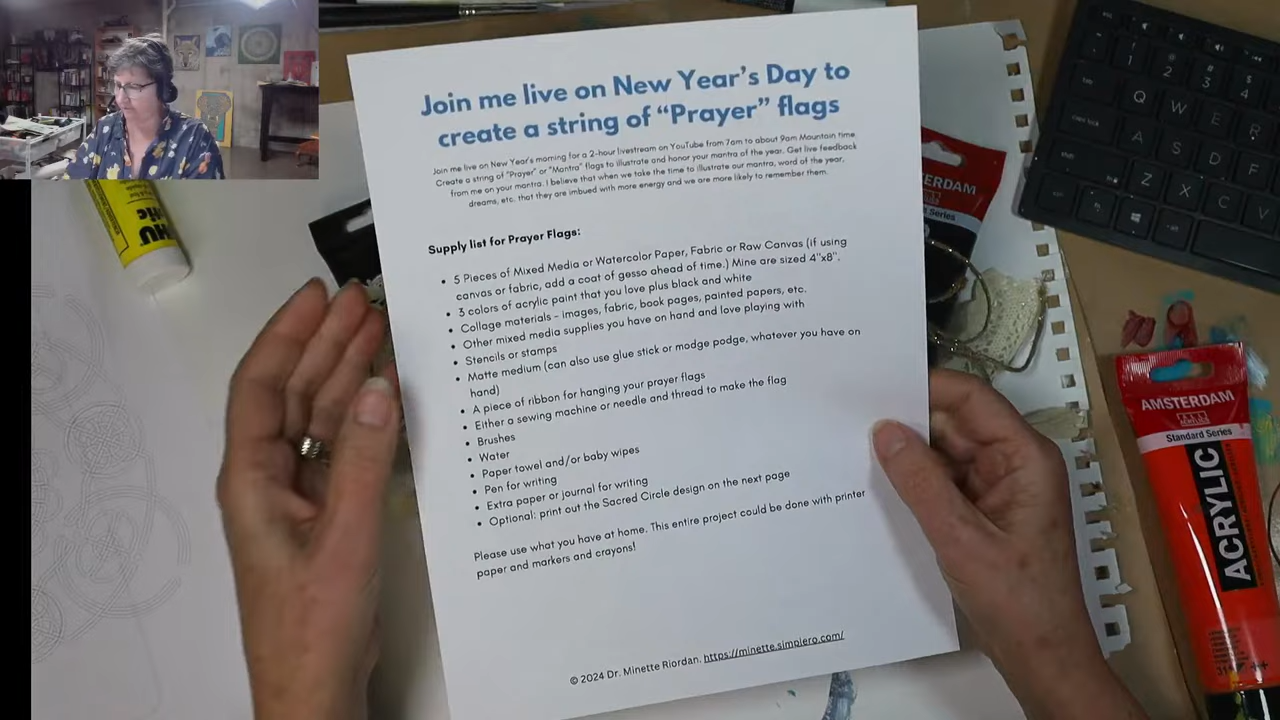 Join me live on New Year's Day to
create a string of “Prayer” flags
Join me live on New Year's morning for a 2-hour livestream on YouTube from 7am to about 9am Mountain time.
Create a string of "Prayer" or "Mantra" flags to illustrate and honor your mantra of the year. Get live feedback
from me on your mantra. I believe that when we take the time to illustrate our mantra, word of the year,
dreams, etc. that they are imbued with more energy and we are more likely to remember them.
Supply list for Prayer Flags:
• 5 Pieces of Mixed Media or Watercolor Paper, Fabric or Raw Canvas (if using
canvas or fabric, add a coat of gesso ahead of time.) Mine are sized 4"x8".
• 3 colors of acrylic paint that you love plus black and white
• Collage materials - images, fabric, book pages, painted papers, etc.
• Other mixed media supplies you have on hand and love playing with
• Stencils or stamps
• Matte medium (can also use glue stick or modge podge, whatever you have on
hand)
• A piece of ribbon for hanging your prayer flags
• Either a sewing machine or needle and thread to make the flag
• Brushes
• Water
• Paper towel and/or baby wipes
• Pen for writing
• Extra paper or journal for writing
• Optional: print out the Sacred Circle design on the next page
Please use what you have at home. This entire project could be done with printer
paper and markers and crayons!
© 2024 Dr. Minette Riordan. https://minette.simplero.com/
AMSTERDAM
Standard Series
ACRYLIC
ERDAM
Series
Q W E R
A S D F
Z X C V